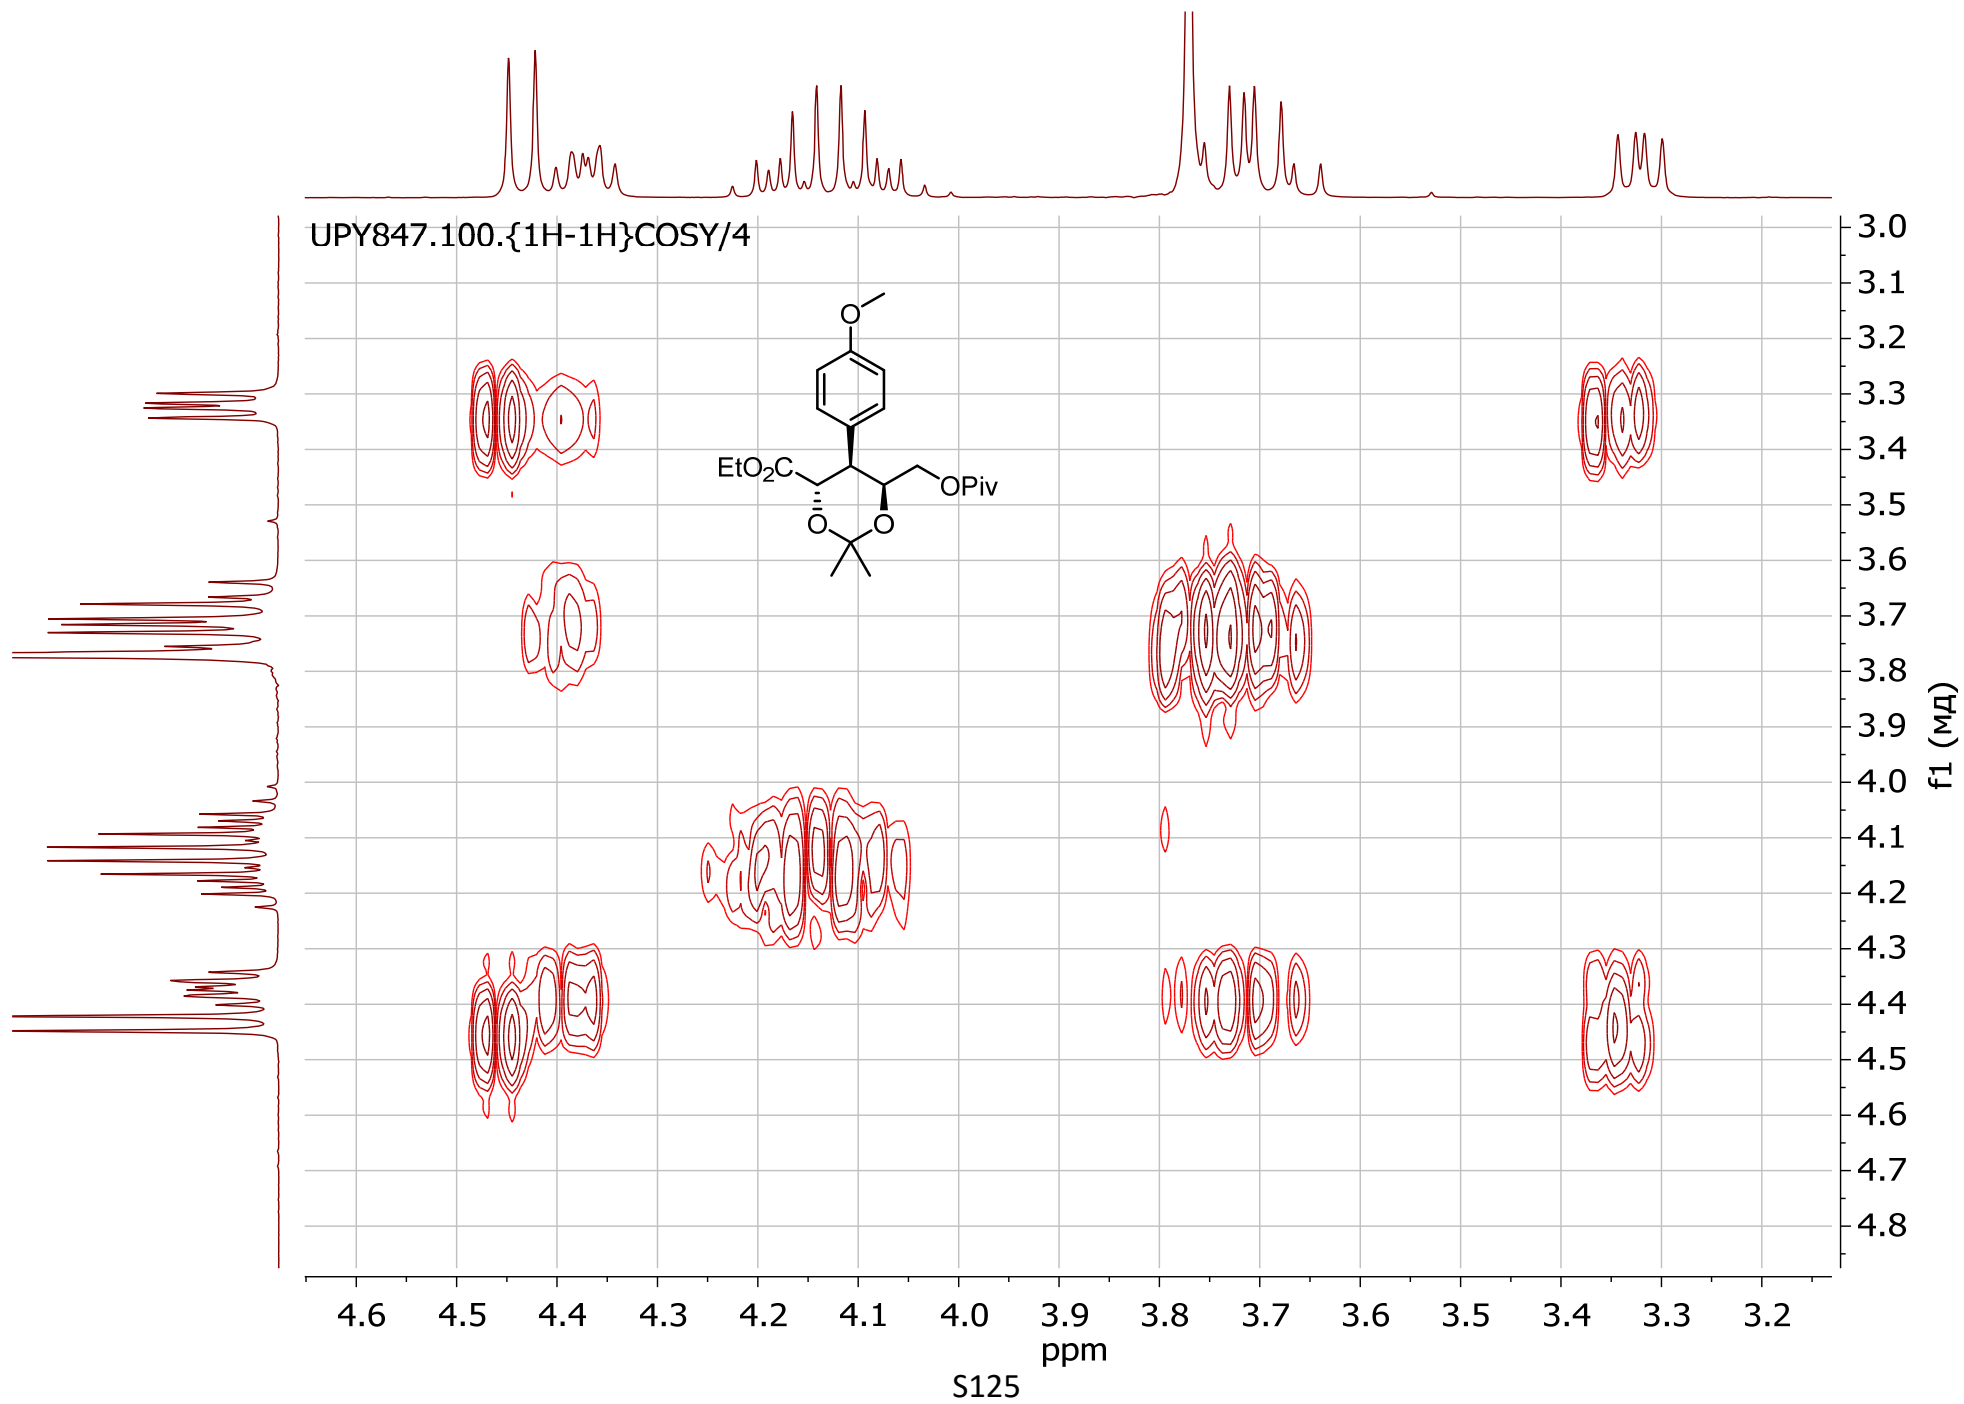 UPY847.100.{1H-1H}COSY/4
O
EtO2C
OPiv
O
O
3.0
3.1
3.2
3.3
3.4
3.5
3.6
3.7
3.8
3.9
4.0
4.1
4.2
4.3
4.4
4.5
4.6
4.7
4.8
f1 (мд)
4.6 4.5 4.4 4.3 4.2 4.1 4.0 3.9 3.8 3.7 3.6 3.5 3.4 3.3 3.2
ppm
S125